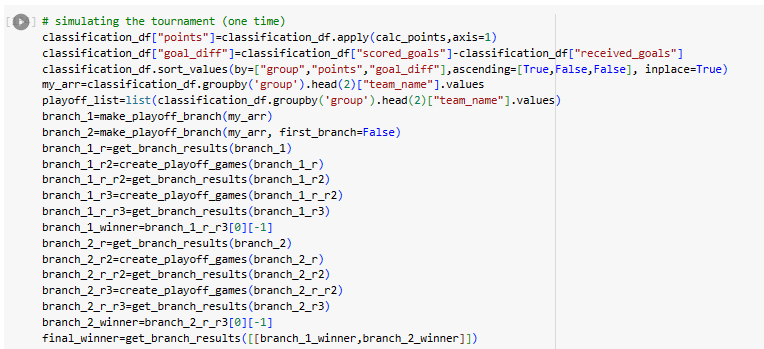 # simulating the tournament (one time)
classification_df["points"]=classification_df.apply(calc_points,axis=1)
classification_df["goal_diff"]=classification_df["scored_goals"]-classification_df["received_goals"]
classification_df.sort_values(by=["group","points","goal_diff"],ascending=[True,False,False], inplace=True)
my_arr=classification_df.groupby('group').head(2)["team_name"].values
playoff_list=list(classification_df.groupby('group').head(2)["team_name"].values)
branch_1=make_playoff_branch(my_arr)
branch_2=make_playoff_branch(my_arr, first_branch=False)
branch_1_r=get_branch_results(branch_1)
branch_1_r2=create_playoff_games(branch_1_r)
branch_1_r_r2=get_branch_results(branch_1_r2)
branch_1_r3=create_playoff_games(branch_1_r_r2)
branch_1_r_r3=get_branch_results(branch_1_r3)
branch_1_winner=branch_1_r_r3[0][-1]
branch_2_r=get_branch_results(branch_2)
branch_2_r2=create_playoff_games(branch_2_r)
branch_2_r_r2=get_branch_results(branch_2_r2)
branch_2_r3=create_playoff_games(branch_2_r_r2)
branch_2_r_r3=get_branch_results(branch_2_r3)
branch_2_winner=branch_2_r_r3[0][-1]
final_winner=get_branch_results([[branch_1_winner,branch_2_winner]])